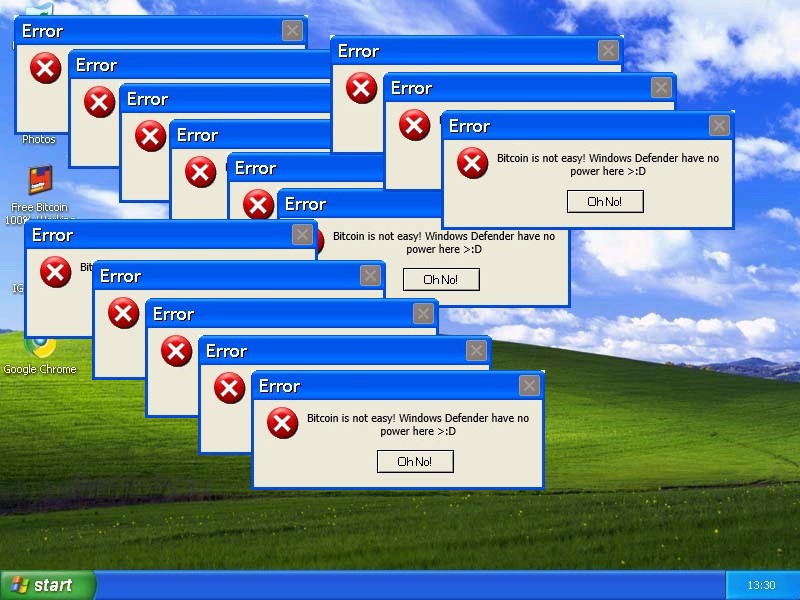 Error
Error
Error
Error
Error
Error
Error
Error
Error
Bitcoin is not easy! Windows Defender have no
power here >:D
Oh No!
Photos
Free Bitcoin
100%
Bitcoin is not easy! Windows Defender have no
power here >:D
Oh No!
Error
Error
Error
Error
Error
Bitcoin is not easy! Windows Defender have no
power here >:D
Oh No!
Google Chrome
start
13:30